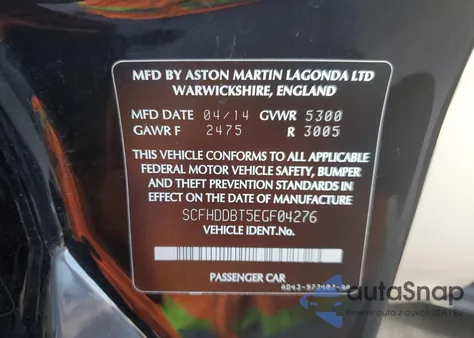 MFD BY ASTON MARTIN LAGONDA LTD
WARWICKSHIRE, ENGLAND
MFD DATE 04/14 GVWR 5300
GAWR F 2475 R 3005
THIS VEHICLE CONFORMS TO ALL APPLICABLE
FEDERAL MOTOR VEHICLE SAFETY, BUMPER
AND THEFT PREVENTION STANDARDS IN
EFFECT ON THE DATE OF MANUFACTURE
SCFHDDBT5EGF04276
VEHICLE IDENT.No.
PASSENGER CAR
autoSnap